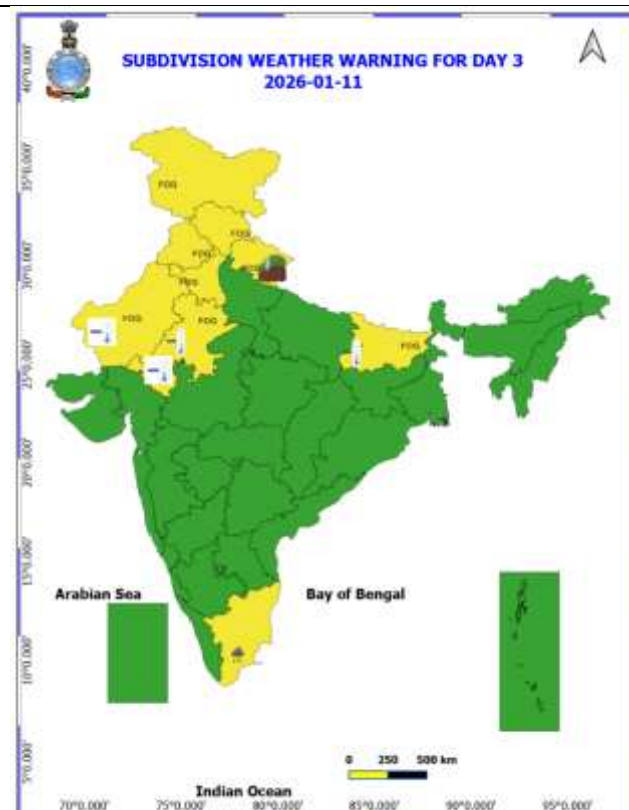 SUBDIVISION WEATHER WARNING FOR DAY 3
2026-01-11
40°0.000'
35°0.000'
30°0.000'
25°0.000'
20°0.000'
15°0.000'
10°0.000'
5°0.000'
FOG
FOG
FOG
FOG
FOG
FOG
FOG
Arabian Sea
Bay of Bengal
0 250 500 km
Indian Ocean
70°0.000' 75°0.000' 80°0.000' 85°0.000' 90°0.000' 95°0.000'